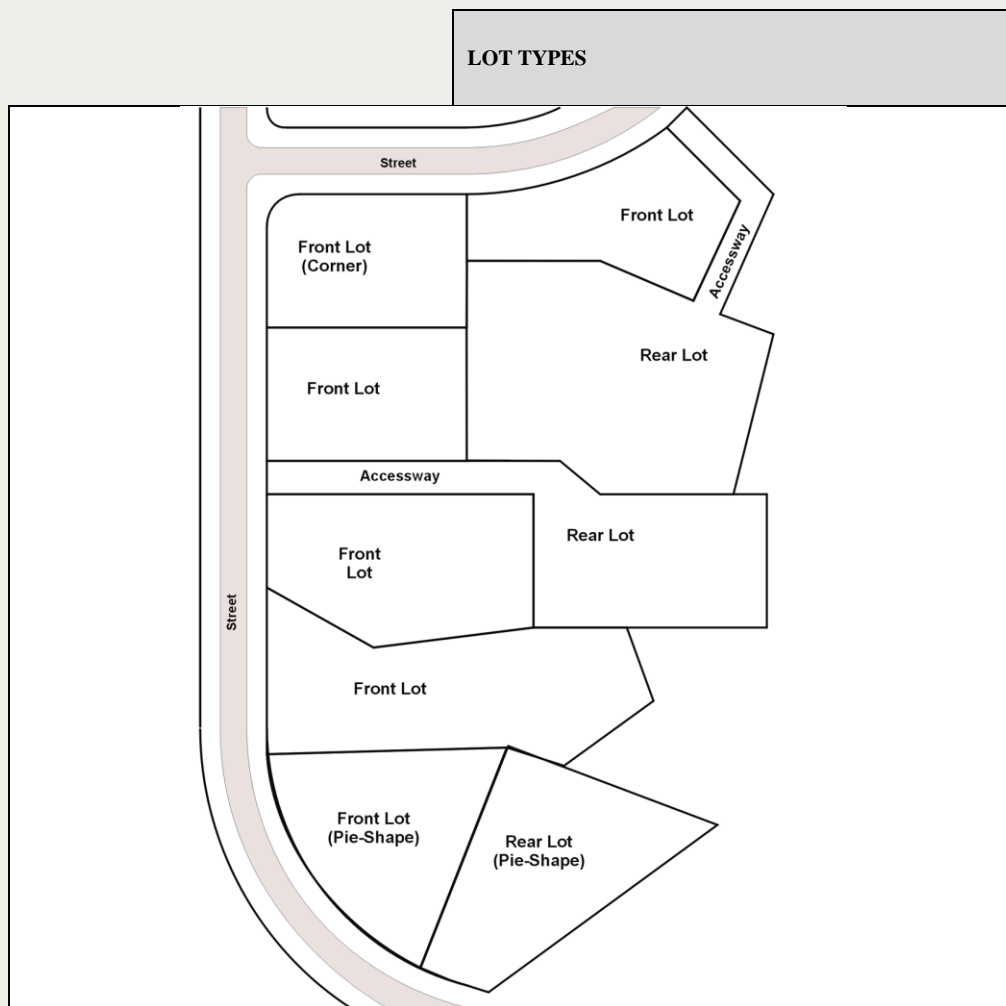 LOT TYPES
Street
Front Lot
Front Lot
(Corner)
Accessway
Rear Lot
Front Lot
Accessway
Rear Lot
Front
Lot
Street
Front Lot
Front Lot
(Pie-Shape)
Rear Lot
(Pie-Shape)